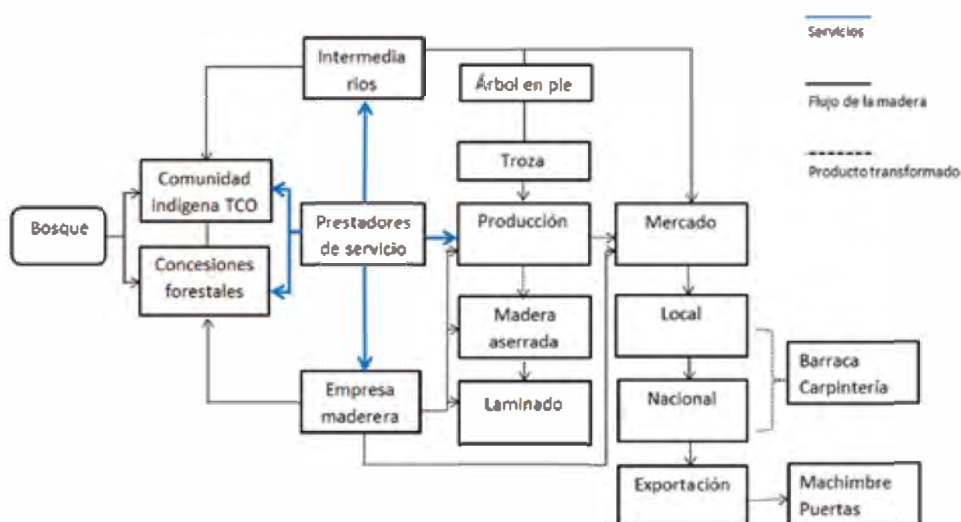 Servicios
Flujo de la madera
Producto transformado
Intermedia
rios
Árbol en pie
Troza
Comunidad
indígena TCO
Bosque
Concesiones
forestales
Prestadores
de servicio
Producción
Mercado
Madera
aserrada
Local
Barraca
Carpintería
Empresa
maderera
Laminado
Nacional
Exportación
Machimbre
Puertas